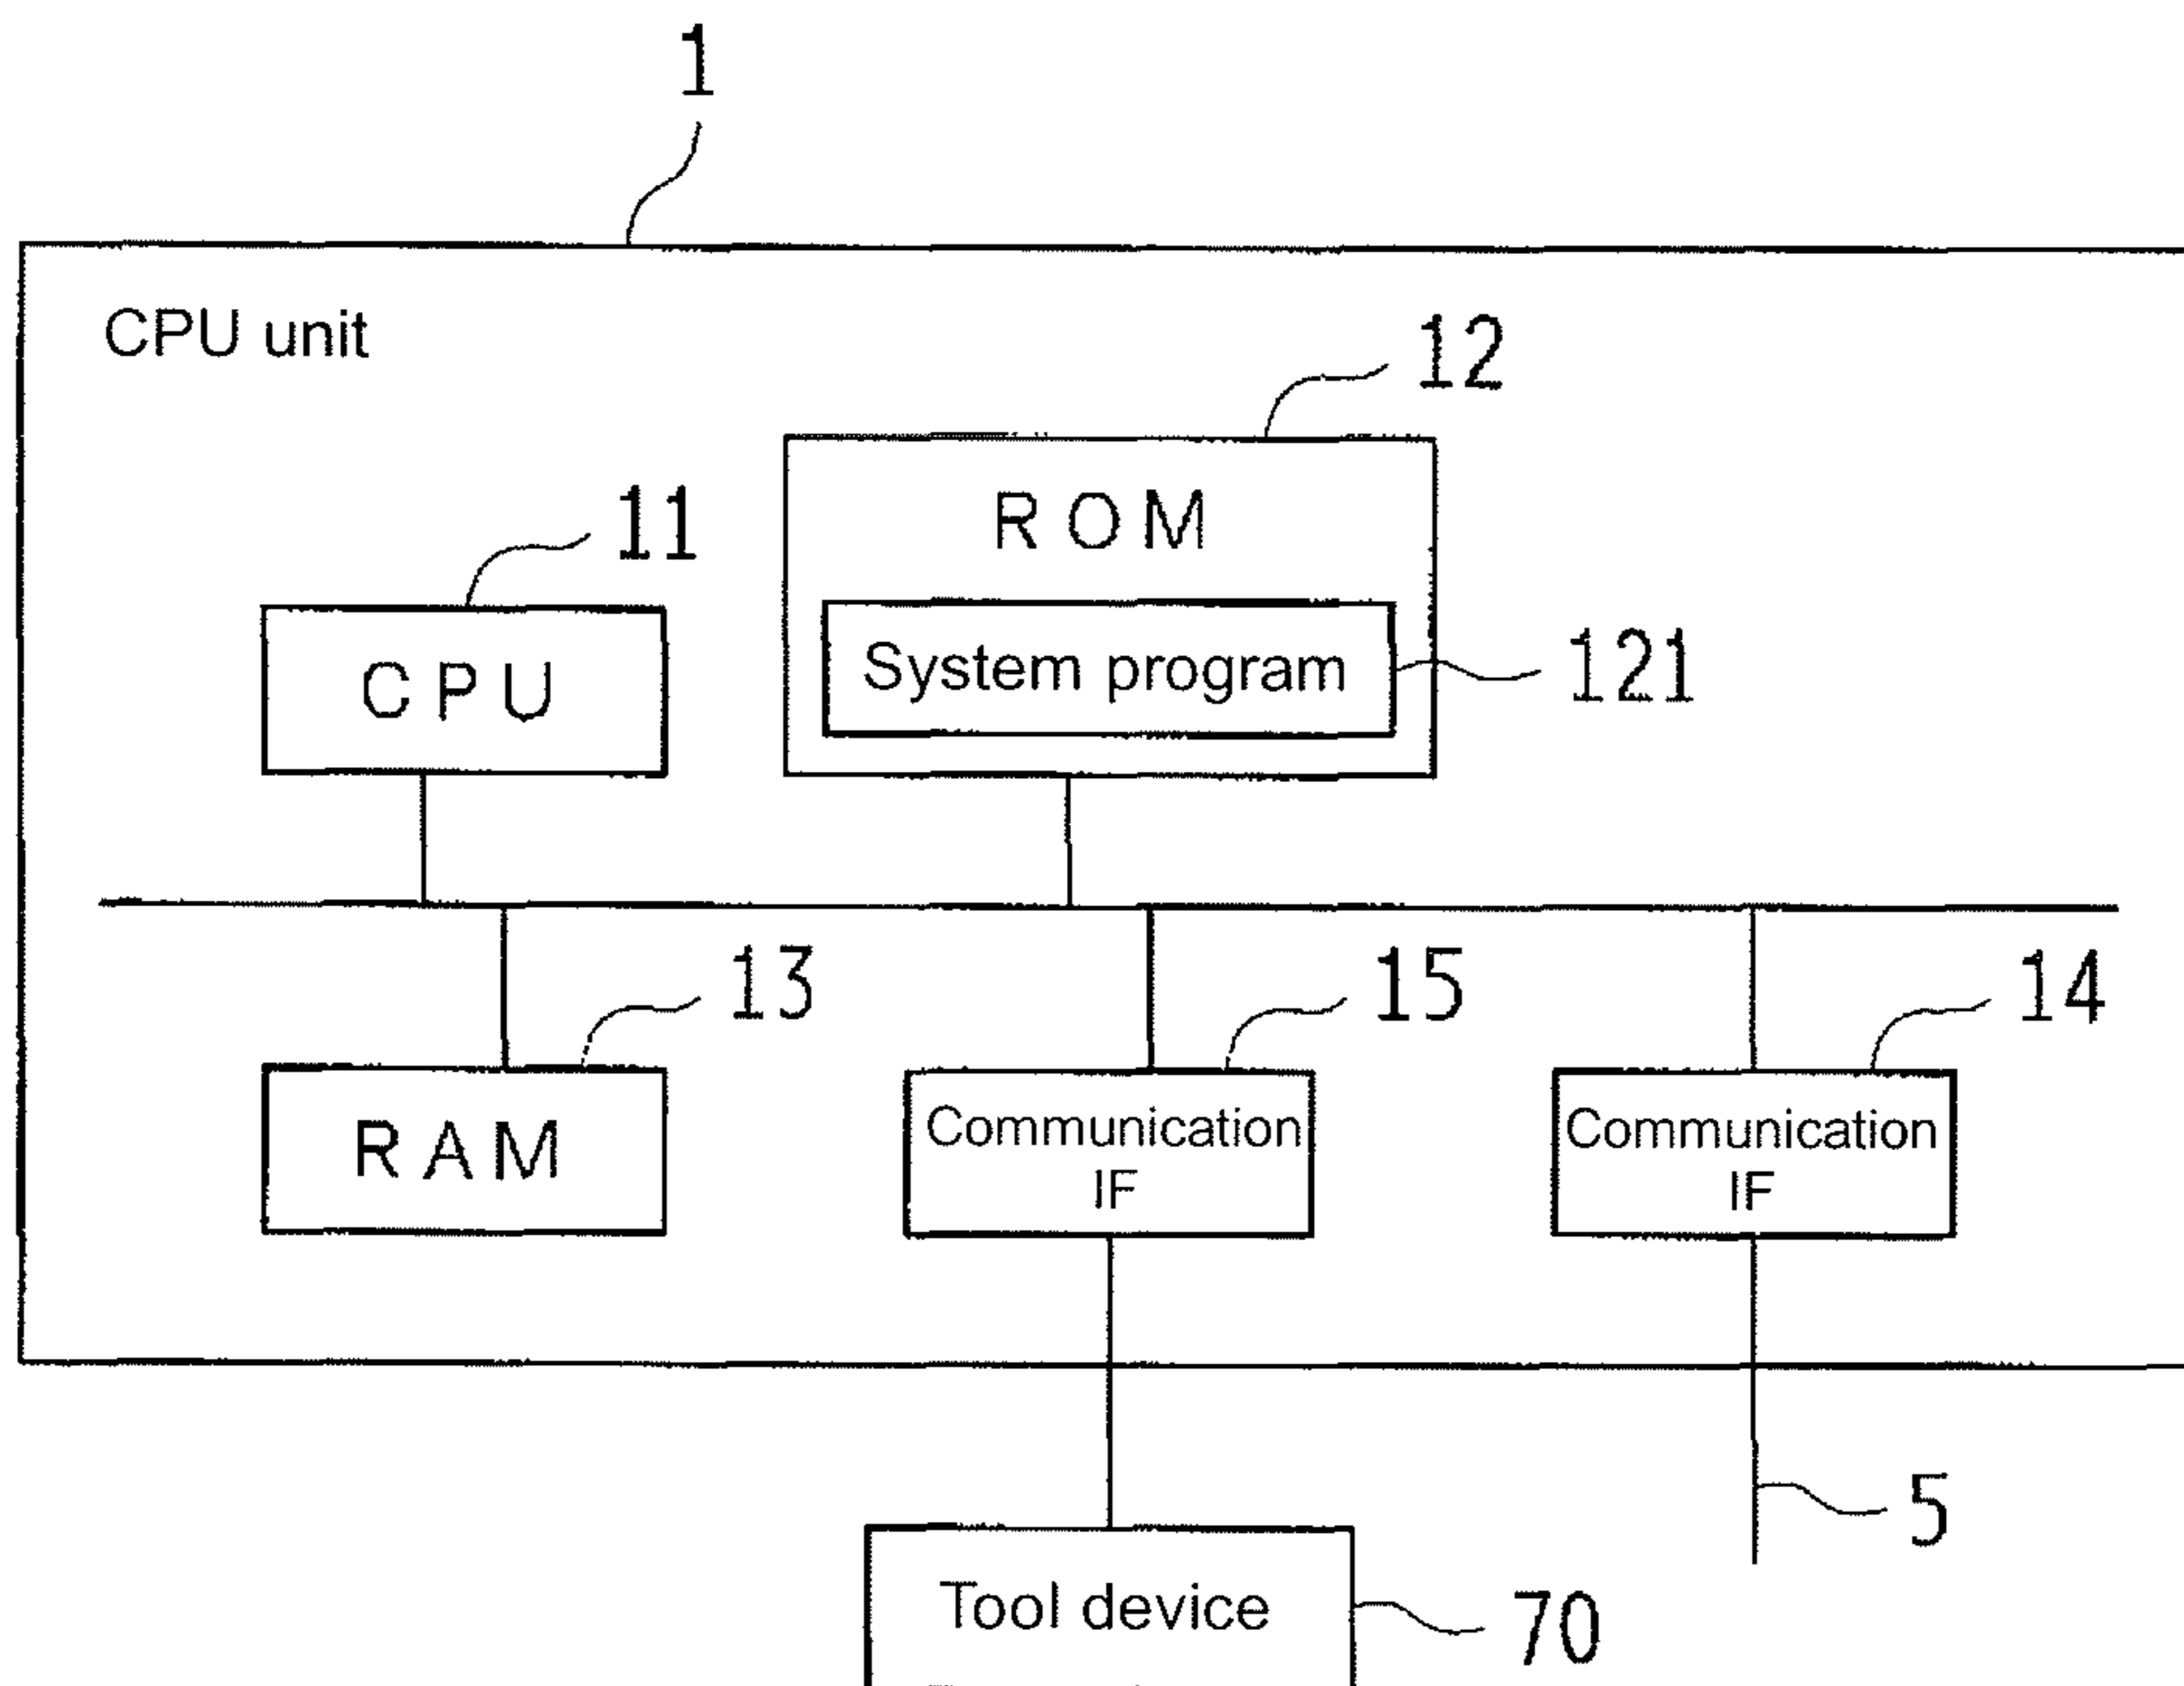 1
CPU unit
12
11
ROM
CPU
System program
121
13
15
14
RAM
Communication
IF
Communication
IF
5
Tool device
70